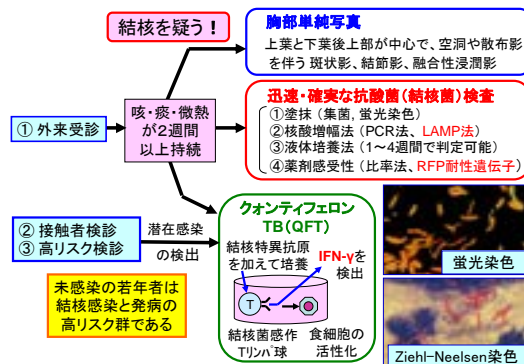 結核を疑う！
胸部単純写真
上葉と下葉後上部が中心で、空洞や散布影
を伴う 斑状影、結節影、融合性浸潤影
迅速・確実な抗酸菌（結核菌）検査
①塗抹（集菌, 蛍光染色）
②核酸増幅法（PCR法、LAMP法）
③液体培養法（1～4週間で判定可能）
④薬剤感受性（比率法、RFP耐性遺伝子）
① 外来受診
咳・痰・微熱
が2週間
以上持続
② 接触者検診
③ 高リスク検診
潜在感染
の検出
未感染の若年者は
結核感染と発病の
高リスク群である
クォンティフェロン
TB（QFT）
結核特異抗原
を加えて培養
IFN-γを
検出
T
結核菌感作
Tリンパ球
食細胞の
活性化
蛍光染色
Ziehl-Neelsen染色